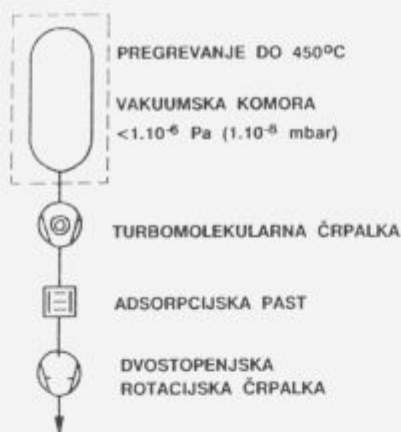 PREGREVANJE DO 450°C
VAKUUMSKA KOMORA
<1.10⁻⁶ Pa (1.10⁻⁸ mbar)
TURBOMOLEKULARNA ČRPALKA
ADSORPCIJSKA PAST
DVOSTOPENJSKA
ROTACIJSKA ČRPALKA